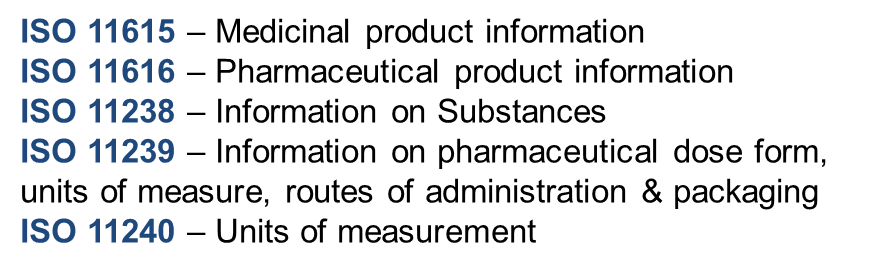 ISO 11615 – Medicinal product information
ISO 11616 – Pharmaceutical product information
ISO 11238 – Information on Substances
ISO 11239 – Information on pharmaceutical dose form,
units of measure, routes of administration & packaging
ISO 11240 – Units of measurement